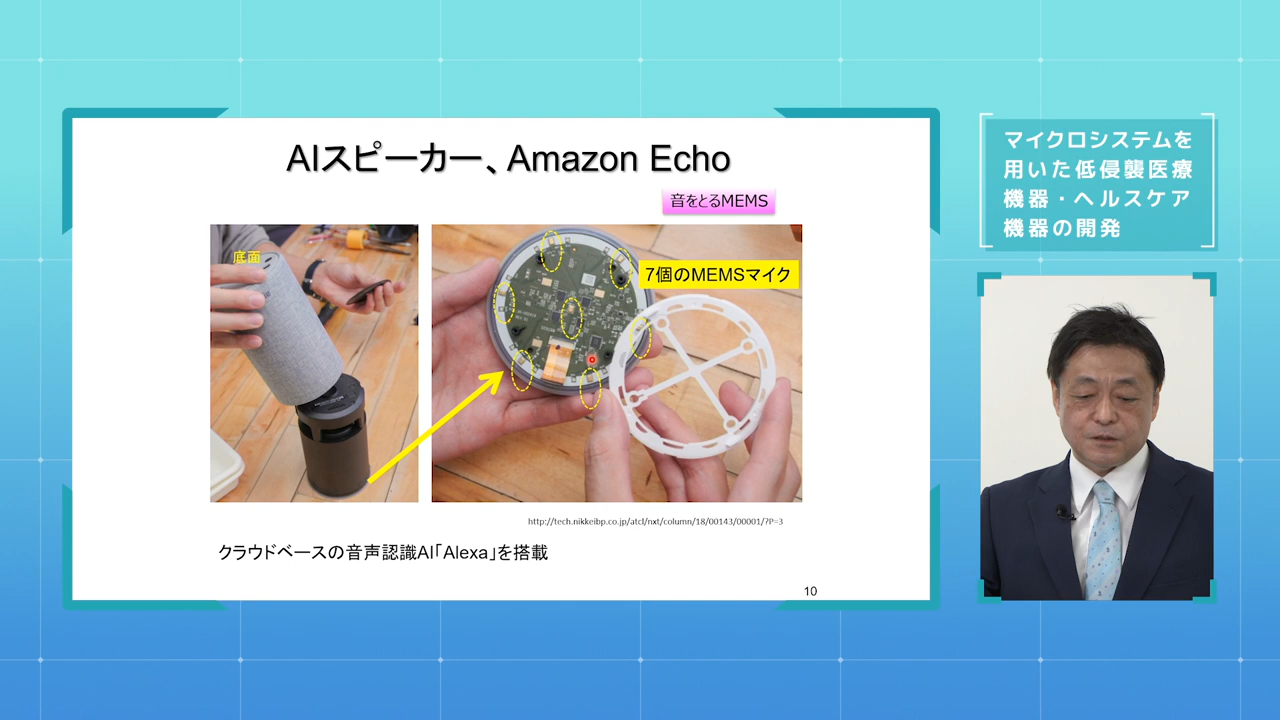 AIスピーカー、Amazon Echo
音をとるMEMS
底面
7個のMEMSマイク
http://tech.nikkeibp.co.jp/atcl/nxt/column/18/00143/00001/?P=3
クラウドベースの音声認識AI「Alexa」を搭載
10
マイクロシステムを
用いた低侵襲医療
機器・ヘルスケア
機器の開発